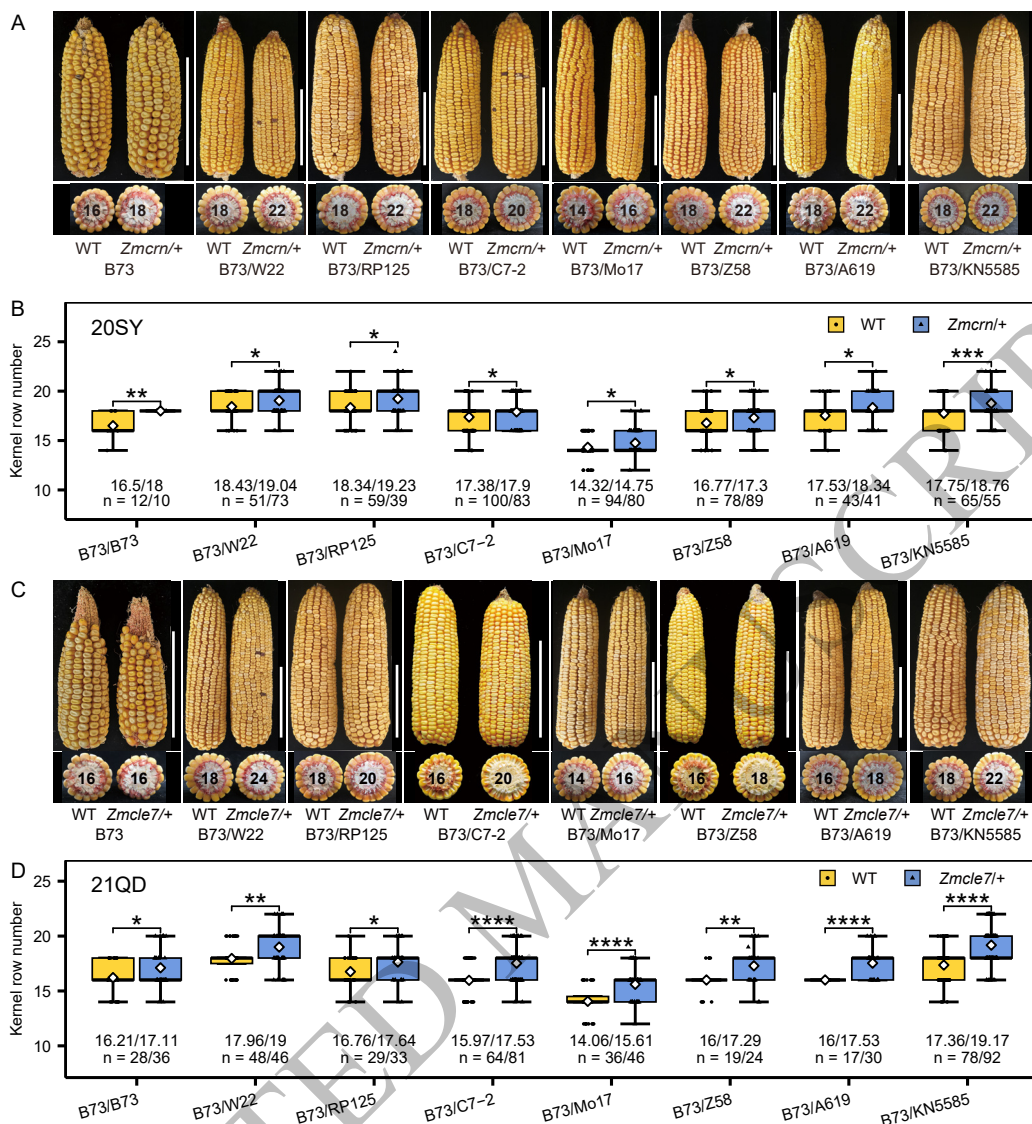 A
16 18 18 22 18 22 18 20 14 16 18 22 18 22 18 22
WT Zmcrn/+ WT Zmcrn/+ WT Zmcrn/+ WT Zmcrn/+ WT Zmcrn/+ WT Zmcrn/+ WT Zmcrn/+ WT Zmcrn/+
B73 B73/W22 B73/RP125 B73/C7-2 B73/Mo17 B73/Z58 B73/A619 B73/KN5585
B
20SY
WT Zmcrn/+
Kernel row number
25
20
15
10
** * * * * * * ***
16.5/18 18.43/19.04 18.34/19.23 17.38/17.9 14.32/14.75 16.77/17.3 17.53/18.34 17.75/18.76
n = 12/10 n = 51/73 n = 59/39 n = 100/83 n = 94/80 n = 78/89 n = 43/41 n = 65/55
B73/B73 B73/W22 B73/RP125 B73/C7−2 B73/Mo17 B73/Z58 B73/A619 B73/KN5585
C
16 16 18 24 18 20 16 20 14 16 16 18 16 18 18 22
WT Zmcle7/+ WT Zmcle7/+ WT Zmcle7/+ WT Zmcle7/+ WT Zmcle7/+ WT Zmcle7/+ WT Zmcle7/+ WT Zmcle7/+
B73 B73/W22 B73/RP125 B73/C7-2 B73/Mo17 B73/Z58 B73/A619 B73/KN5585
D
21QD
WT Zmcle7/+
Kernel row number
25
20
15
10
* ** * **** **** ** **** ****
16.21/17.11 17.96/19 16.76/17.64 15.97/17.53 14.06/15.61 16/17.29 16/17.53 17.36/19.17
n = 28/36 n = 48/46 n = 29/33 n = 64/81 n = 36/46 n = 19/24 n = 17/30 n = 78/92
B73/B73 B73/W22 B73/RP125 B73/C7−2 B73/Mo17 B73/Z58 B73/A619 B73/KN5585